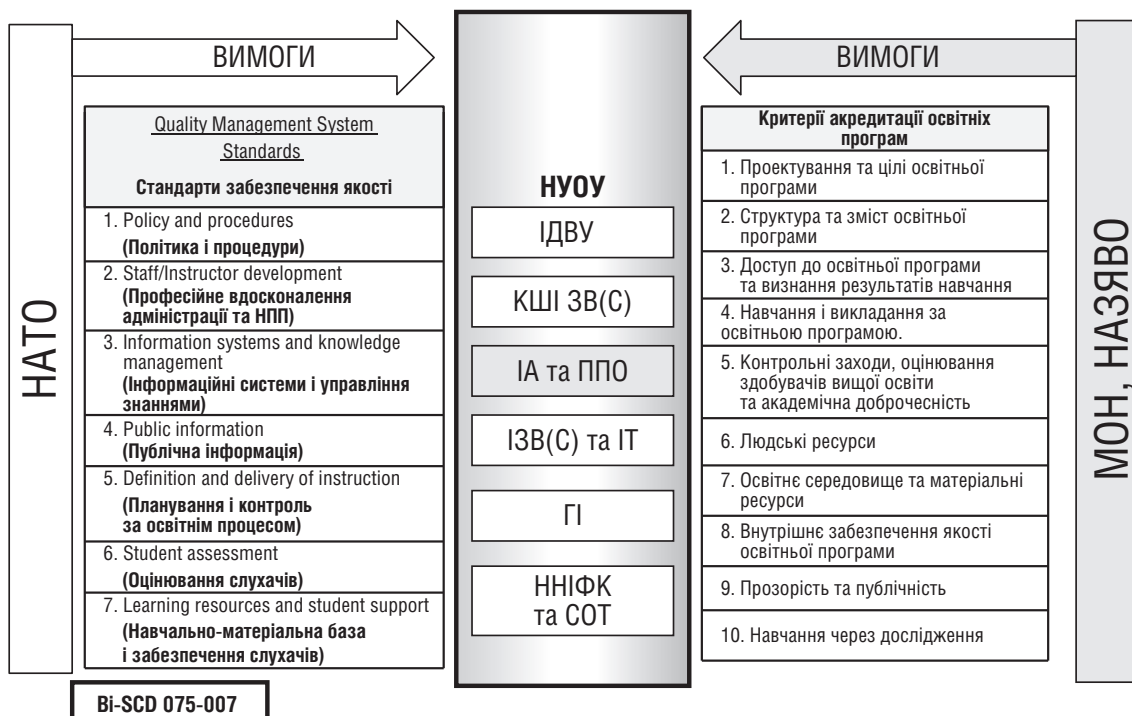 НАТО
ВИМОГИ
Quality Management System
Standards
Стандарти забезпечення якості
1. Policy and procedures
(Політика і процедури)
2. Staff/Instructor development
(Професійне вдосконалення
адміністрації та НПП)
3. Information systems and knowledge
management
(Інформаційні системи і управління
знаннями)
4. Public information
(Публічна інформація)
5. Definition and delivery of instruction
(Планування і контроль
за освітнім процесом)
6. Student assessment
(Оцінювання слухачів)
7. Learning resources and student support
(Навчально-матеріальна база
і забезпечення слухачів)
Bi-SCD 075-007
НУОУ
ІДВУ
КШІ ЗВ(С)
ІА та ППО
ІЗВ(С) та ІТ
ГІ
ННІФК
та СОТ
ВИМОГИ
Критерії акредитації освітніх
програм
1. Проектування та цілі освітньої
програми
2. Структура та зміст освітньої
програми
3. Доступ до освітньої програми
та визнання результатів навчання
4. Навчання і викладання за
освітньою програмою.
5. Контрольні заходи, оцінювання
здобувачів вищої освіти
та академічна доброчесність
6. Людські ресурси
7. Освітнє середовище та матеріальні
ресурси
8. Внутрішнє забезпечення якості
освітньої програми
9. Прозорість та публічність
10. Навчання через дослідження
МОН, НАЗЯВО